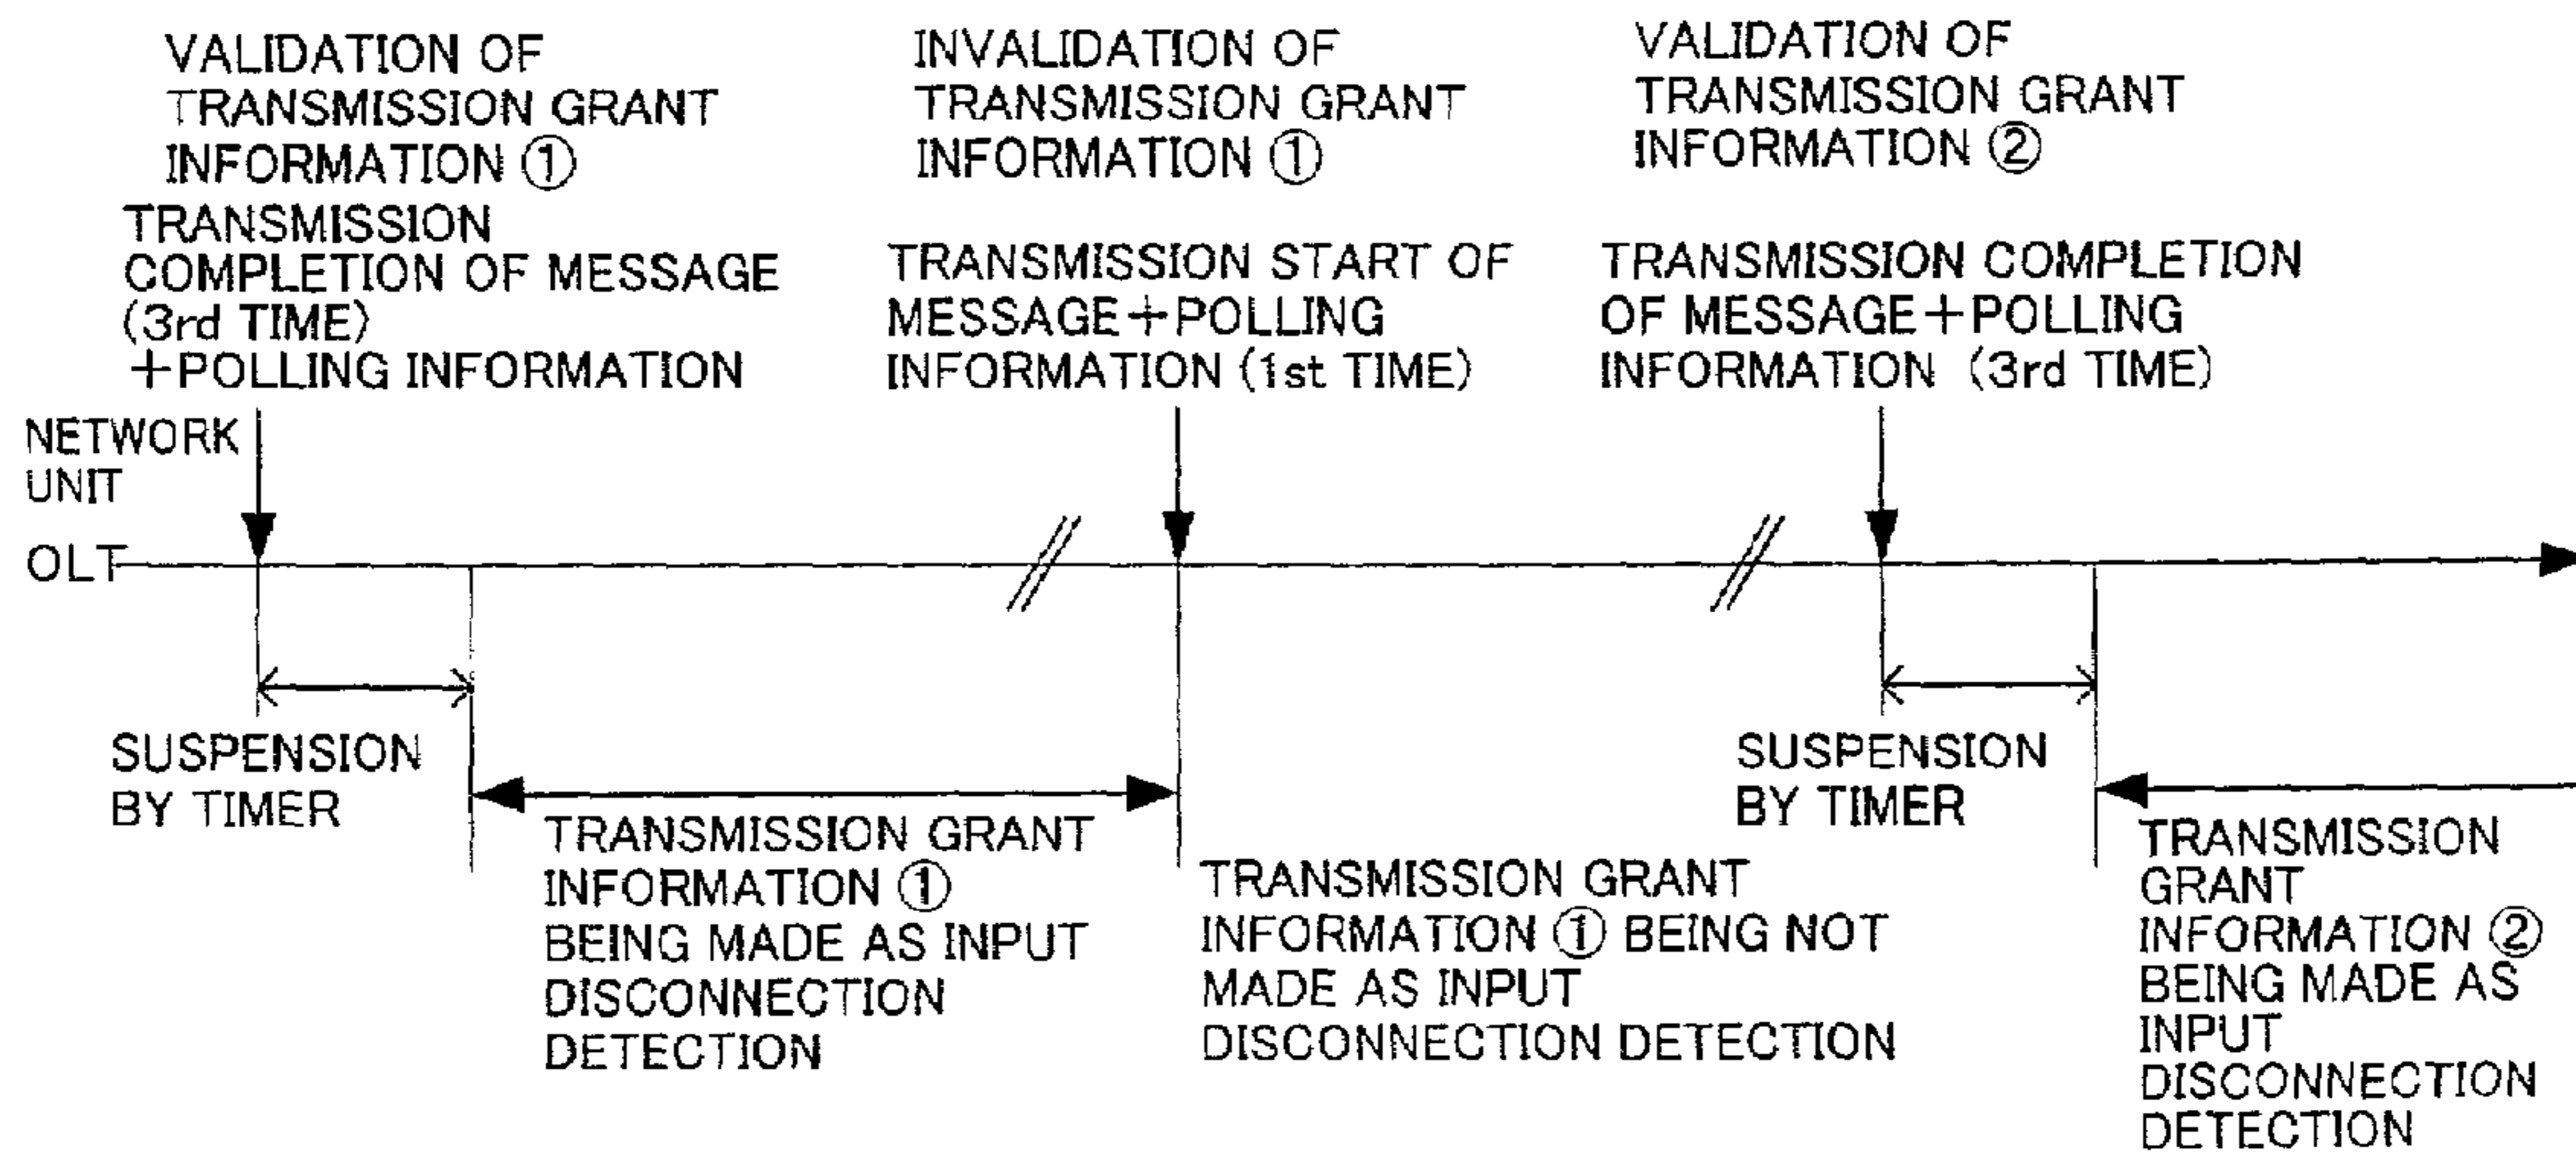 VALIDATION OF
TRANSMISSION GRANT
INFORMATION ①
TRANSMISSION
COMPLETION OF MESSAGE
(3rd TIME)
+POLLING INFORMATION
INVALIDATION OF
TRANSMISSION GRANT
INFORMATION ①
TRANSMISSION START OF
MESSAGE+POLLING
INFORMATION (1st TIME)
VALIDATION OF
TRANSMISSION GRANT
INFORMATION ②
TRANSMISSION COMPLETION
OF MESSAGE+POLLING
INFORMATION (3rd TIME)
NETWORK
UNIT
OLT
SUSPENSION
BY TIMER
TRANSMISSION GRANT
INFORMATION ①
BEING MADE AS INPUT
DISCONNECTION
DETECTION
TRANSMISSION GRANT
INFORMATION ① BEING NOT
MADE AS INPUT
DISCONNECTION DETECTION
SUSPENSION
BY TIMER
TRANSMISSION
GRANT
INFORMATION ②
BEING MADE AS
INPUT
DISCONNECTION
DETECTION